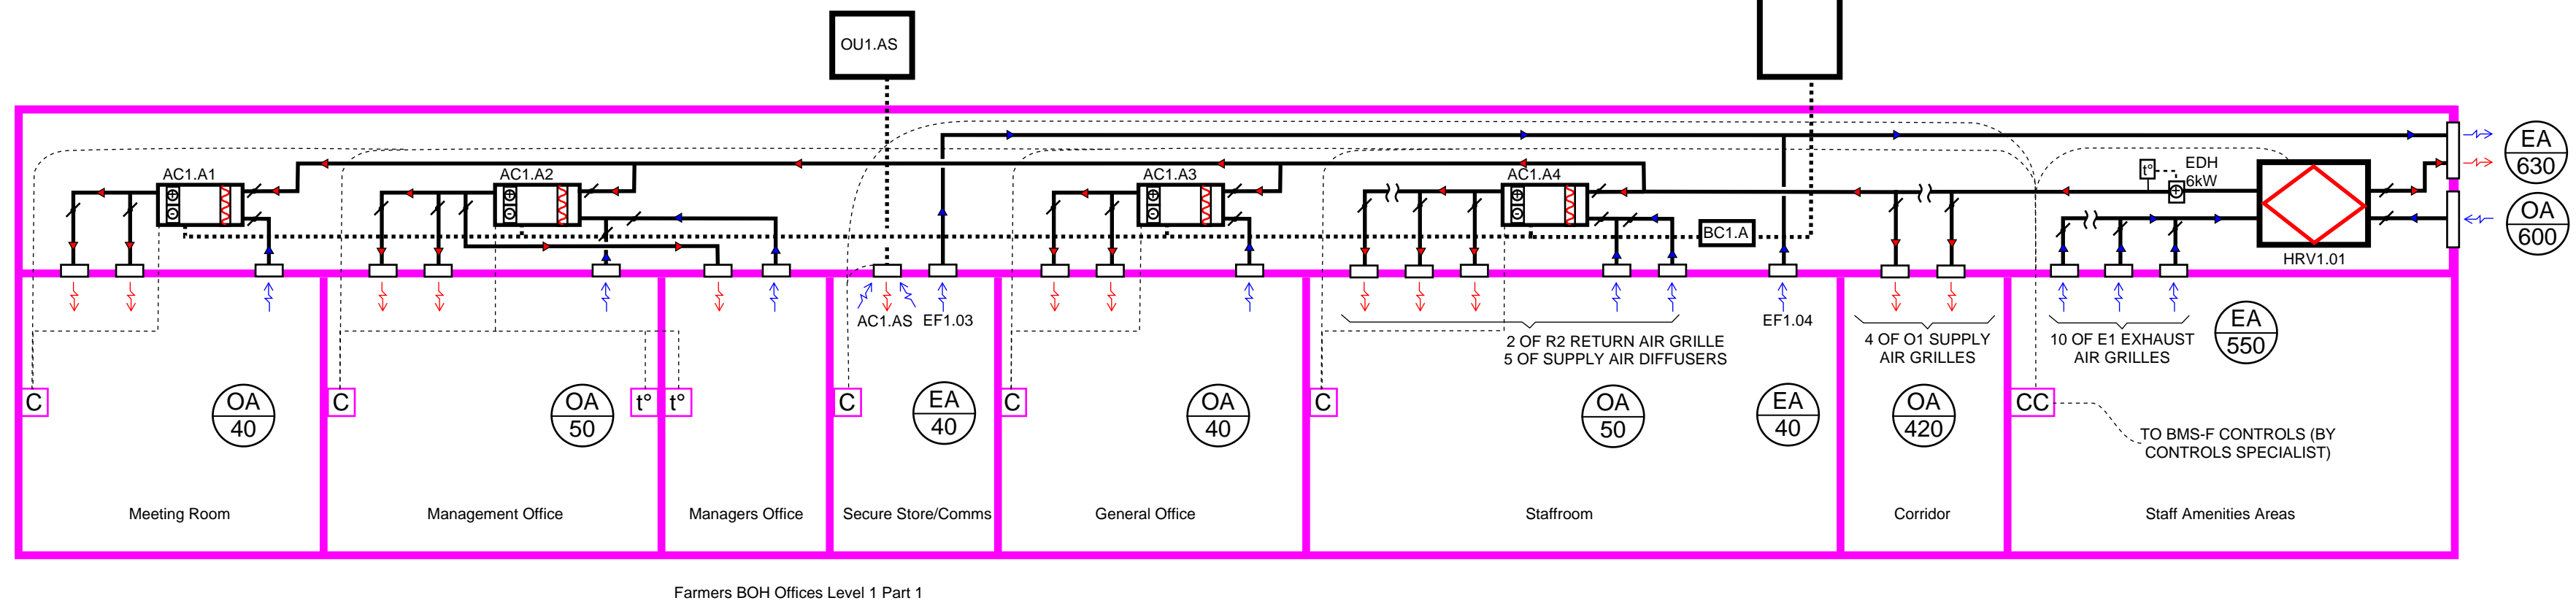 OU1.AS
EA
630
OA
600
AC1.A1
AC1.A2
AC1.A3
AC1.A4
t°
EDH
6kW
BC1.A
HRV1.01
AC1.AS
EF1.03
EF1.04
2 OF R2 RETURN AIR GRILLE
5 OF SUPPLY AIR DIFFUSERS
4 OF O1 SUPPLY
AIR GRILLES
10 OF E1 EXHAUST
AIR GRILLES
EA
550
C
OA
40
C
OA
50
t°
t°
C
EA
40
C
OA
40
C
OA
50
EA
40
OA
420
CC
TO BMS-F CONTROLS (BY
CONTROLS SPECIALIST)
Meeting Room
Management Office
Managers Office
Secure Store/Comms
General Office
Staffroom
Corridor
Staff Amenities Areas
Farmers BOH Offices Level 1 Part 1